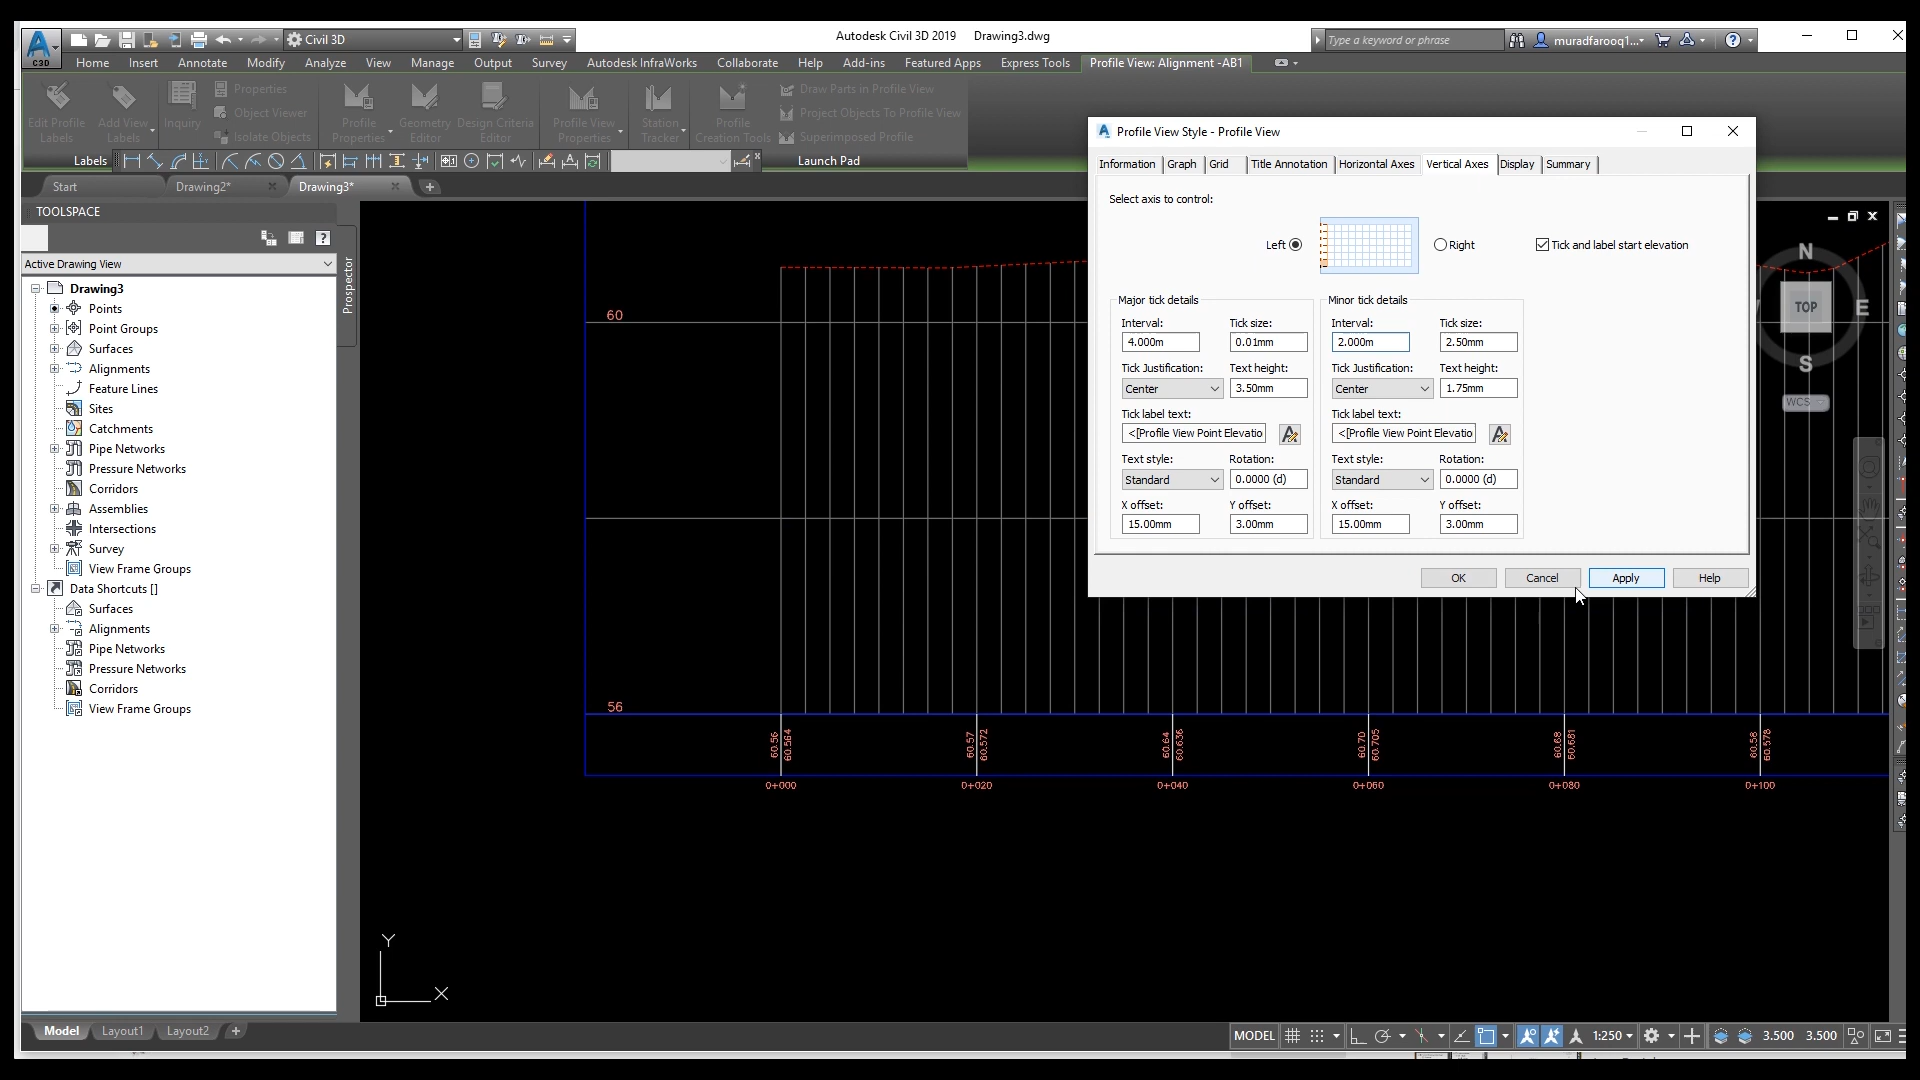 Civil 3D
Autodesk Civil 3D 2019 Drawing3.dwg
Type a keyword or phrase
muradfarooq1...
C3D
Home Insert Annotate Modify Analyze View Manage Output Survey Autodesk InfraWorks Collaborate Help Add-ins Featured Apps Express Tools Profile View: Alignment -AB1
Edit Profile Labels
Add View Labels
Inquiry
Properties
Object Viewer
Isolate Objects
Profile Properties
Geometry Editor
Design Criteria Editor
Profile View Properties
Station Tracker
Profile Creation Tools
Draw Parts in Profile View
Project Objects To Profile View
Superimposed Profile
Labels
Launch Pad
Start Drawing2* Drawing3*
TOOLSPACE
Active Drawing View
Prospector
Drawing3
Points
Point Groups
Surfaces
Alignments
Feature Lines
Sites
Catchments
Pipe Networks
Pressure Networks
Corridors
Assemblies
Intersections
Survey
View Frame Groups
Data Shortcuts []
Surfaces
Alignments
Pipe Networks
Pressure Networks
Corridors
View Frame Groups
Profile View Style - Profile View
Information Graph Grid Title Annotation Horizontal Axes Vertical Axes Display Summary
Select axis to control:
Left
Right
Tick and label start elevation
Major tick details
Interval: Tick size:
4.000m 0.01mm
Tick Justification: Text height:
Center 3.50mm
Tick label text:
<[Profile View Point Elevatio
Text style: Rotation:
Standard 0.0000 (d)
X offset: Y offset:
15.00mm 3.00mm
Minor tick details
Interval: Tick size:
2.000m 2.50mm
Tick Justification: Text height:
Center 1.75mm
Tick label text:
<[Profile View Point Elevatio
Text style: Rotation:
Standard 0.0000 (d)
X offset: Y offset:
15.00mm 3.00mm
OK Cancel Apply Help
N
TOP
E
S
WCS
60
56
60.56
60.564
60.57
60.572
60.64
60.636
60.70
60.705
60.68
60.681
60.58
60.578
0+000 0+020 0+040 0+060 0+080 0+100
Y
X
Model Layout1 Layout2
MODEL
1:250
3.500 3.500